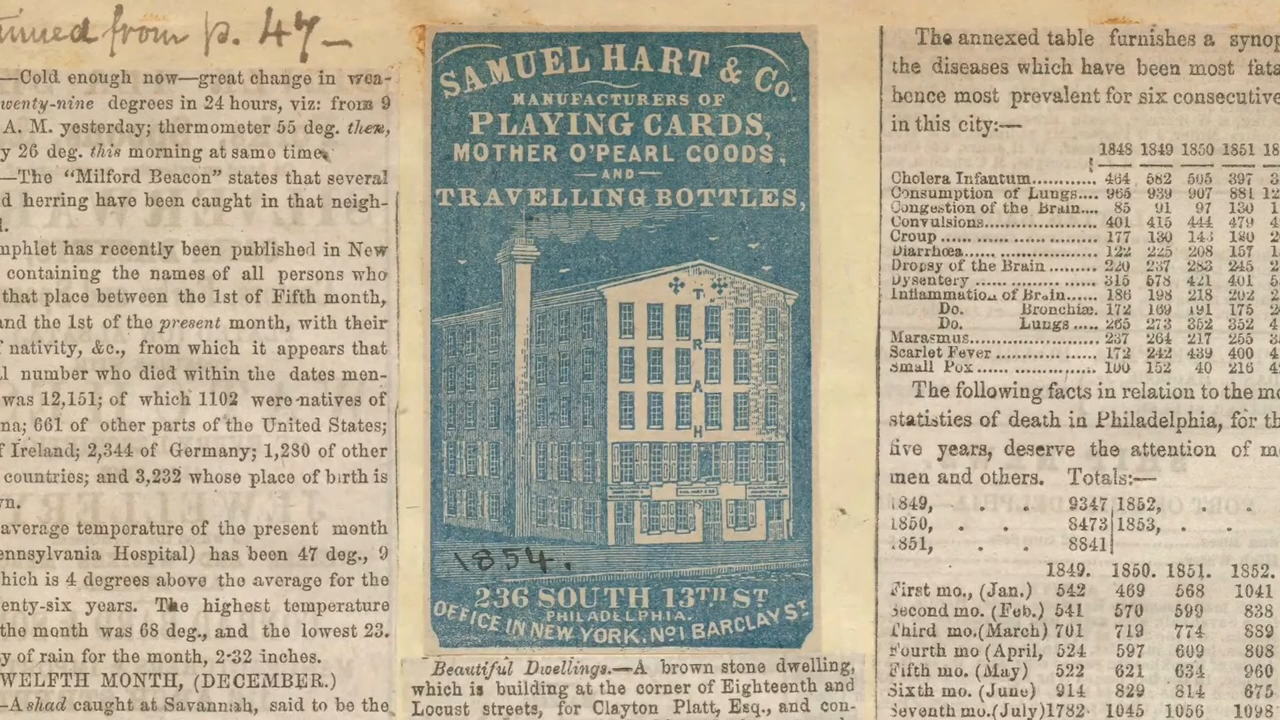 from p. 47—
—Cold enough now—great change in wea-
twenty-nine degrees in 24 hours, viz: from 9
A. M. yesterday; thermometer 55 deg. then,
y 26 deg. this morning at same time.
—The "Milford Beacon" states that several
d herring have been caught in that neigh-
l.
mphlet has recently been published in New
containing the names of all persons who
that place between the 1st of Fifth month,
and the 1st of the present month, with their
f nativity, &c., from which it appears that
l number who died within the dates men-
was 12,151; of which 1102 were natives of
na; 661 of other parts of the United States;
f Ireland; 2,344 of Germany; 1,280 of other
countries; and 3,232 whose place of birth is
wn.
average temperature of the present month
ennsylvania Hospital) has been 47 deg., 9
hich is 4 degrees above the average for the
enty-six years. The highest temperature
the month was 68 deg., and the lowest 23.
y of rain for the month, 2·32 inches.
WELFTH MONTH, (DECEMBER.)
—A shad caught at Savannah, said to be the
SAMUEL HART & Co.
MANUFACTURERS OF
PLAYING CARDS,
MOTHER O'PEARL GOODS,
—AND—
TRAVELLING BOTTLES,
T
R
A
H
S
1854.
236 SOUTH 13TH ST
PHILADELPHIA.
OFFICE IN NEW YORK, No 1 BARCLAY ST.
Beautiful Dwellings.—A brown stone dwelling,
which is building at the corner of Eighteenth and
Locust streets, for Clayton Platt, Esq., and con-
The annexed table furnishes a synop
the diseases which have been most fata
hence most prevalent for six consecutive
in this city:—
1848 1849 1850 1851 18
Cholera Infantum............ 464 582 505 397 3
Consumption of Lungs.... 965 939 907 881 12
Congestion of the Brain.... 85 91 97 130 1
Convulsions................... 401 415 444 479 4
Croup ...... ...... ............ 177 130 143 180 2
Diarrhœa...................... 122 225 208 157 1
Dropsy of the Brain ......... 220 237 283 245 2
Dysentery .................... 315 578 421 401 5
Inflammation of Brain...... 186 198 218 202 2
Do. Bronchiæ. 172 169 191 175 2
Do. Lungs ..... 265 273 352 352 4
Marasmus..................... 237 264 217 255 3
Scarlet Fever ................. 172 242 439 400 4
Small Pox..................... 100 152 40 216 4
The following facts in relation to the mo
statistics of death in Philadelphia, for th
five years, deserve the attention of me
men and others. Totals:—
1849, . . . 9347 1852, . .
1850, . . . 8473 1853, . . .
1851, . . 8841
1849. 1850. 1851. 1852.
First mo., (Jan.) 542 469 568 1041
Second mo. (Feb.) 541 570 599 838
Third mo.(March) 701 719 774 889
Fourth mo (April, 524 597 609 808
Fifth mo. (May) 522 621 634 960
Sixth mo. (June) 914 829 814 675
Seventh mo.(July) 1782 1045 1056 1098